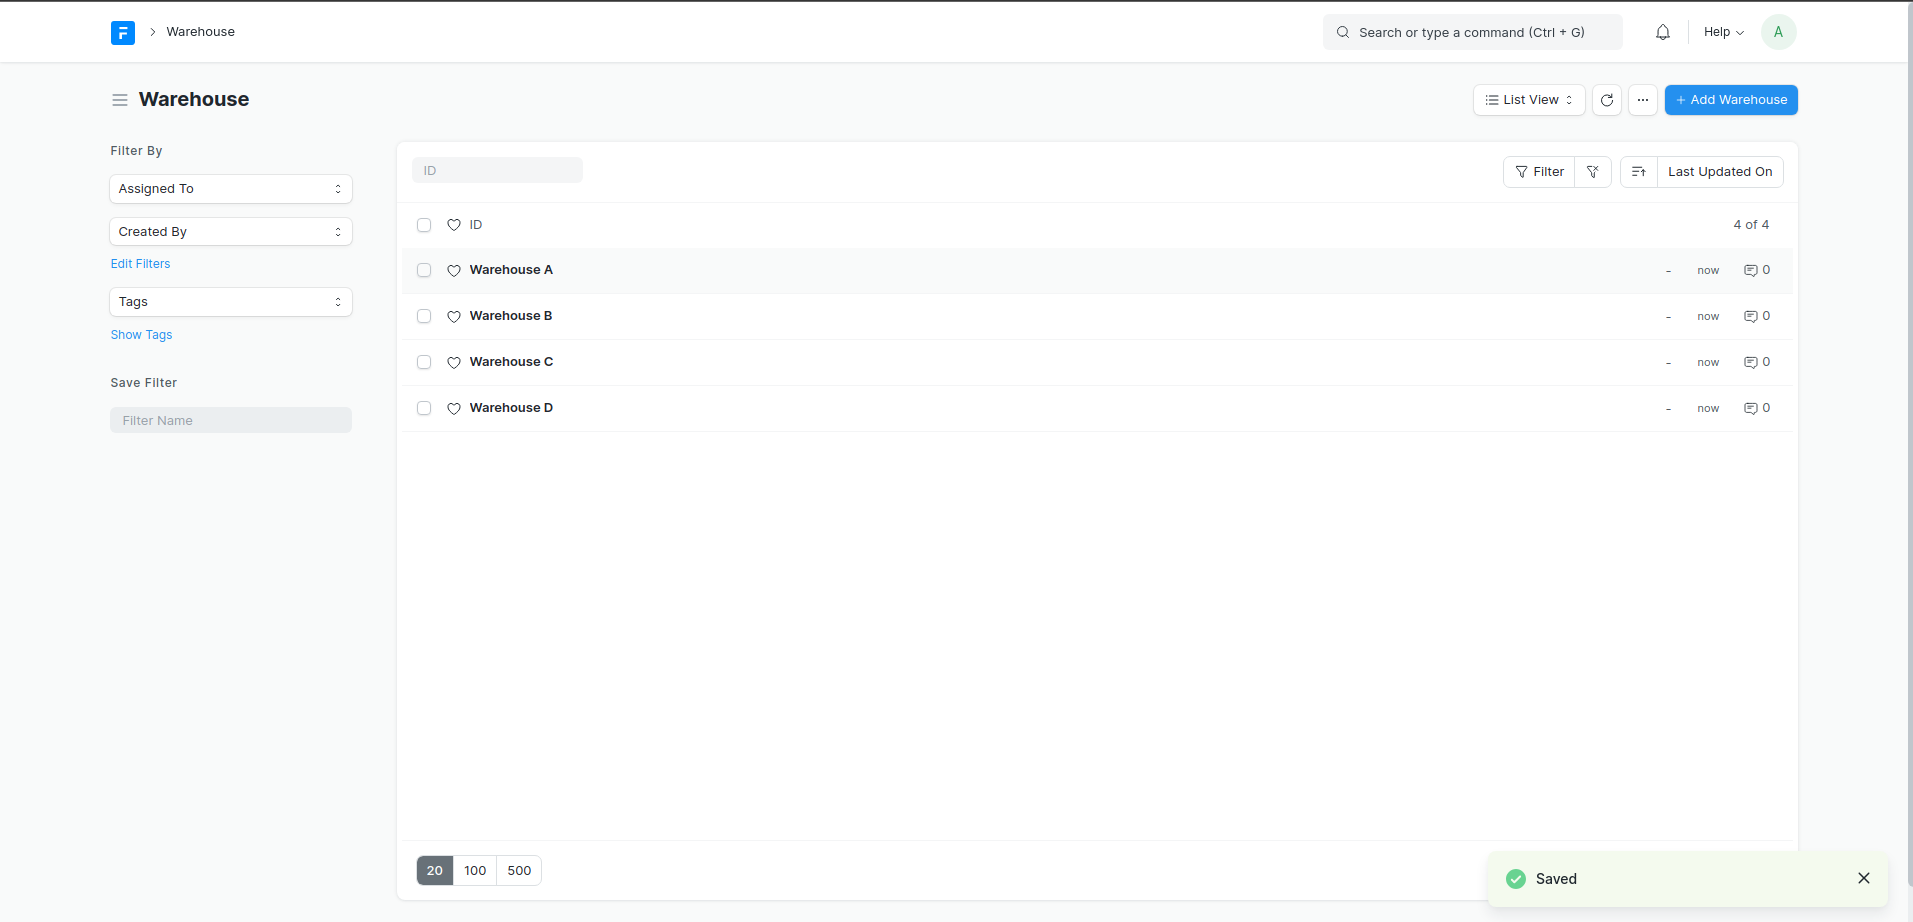 Warehouse
Search or type a command (Ctrl + G)
Help
A
Warehouse
List View
Add Warehouse
Filter By
Assigned To
Created By
Edit Filters
Tags
Show Tags
Save Filter
Filter Name
ID
Filter
Last Updated On
ID
4 of 4
Warehouse A - now 0
Warehouse B - now 0
Warehouse C - now 0
Warehouse D - now 0
20 100 500
Saved